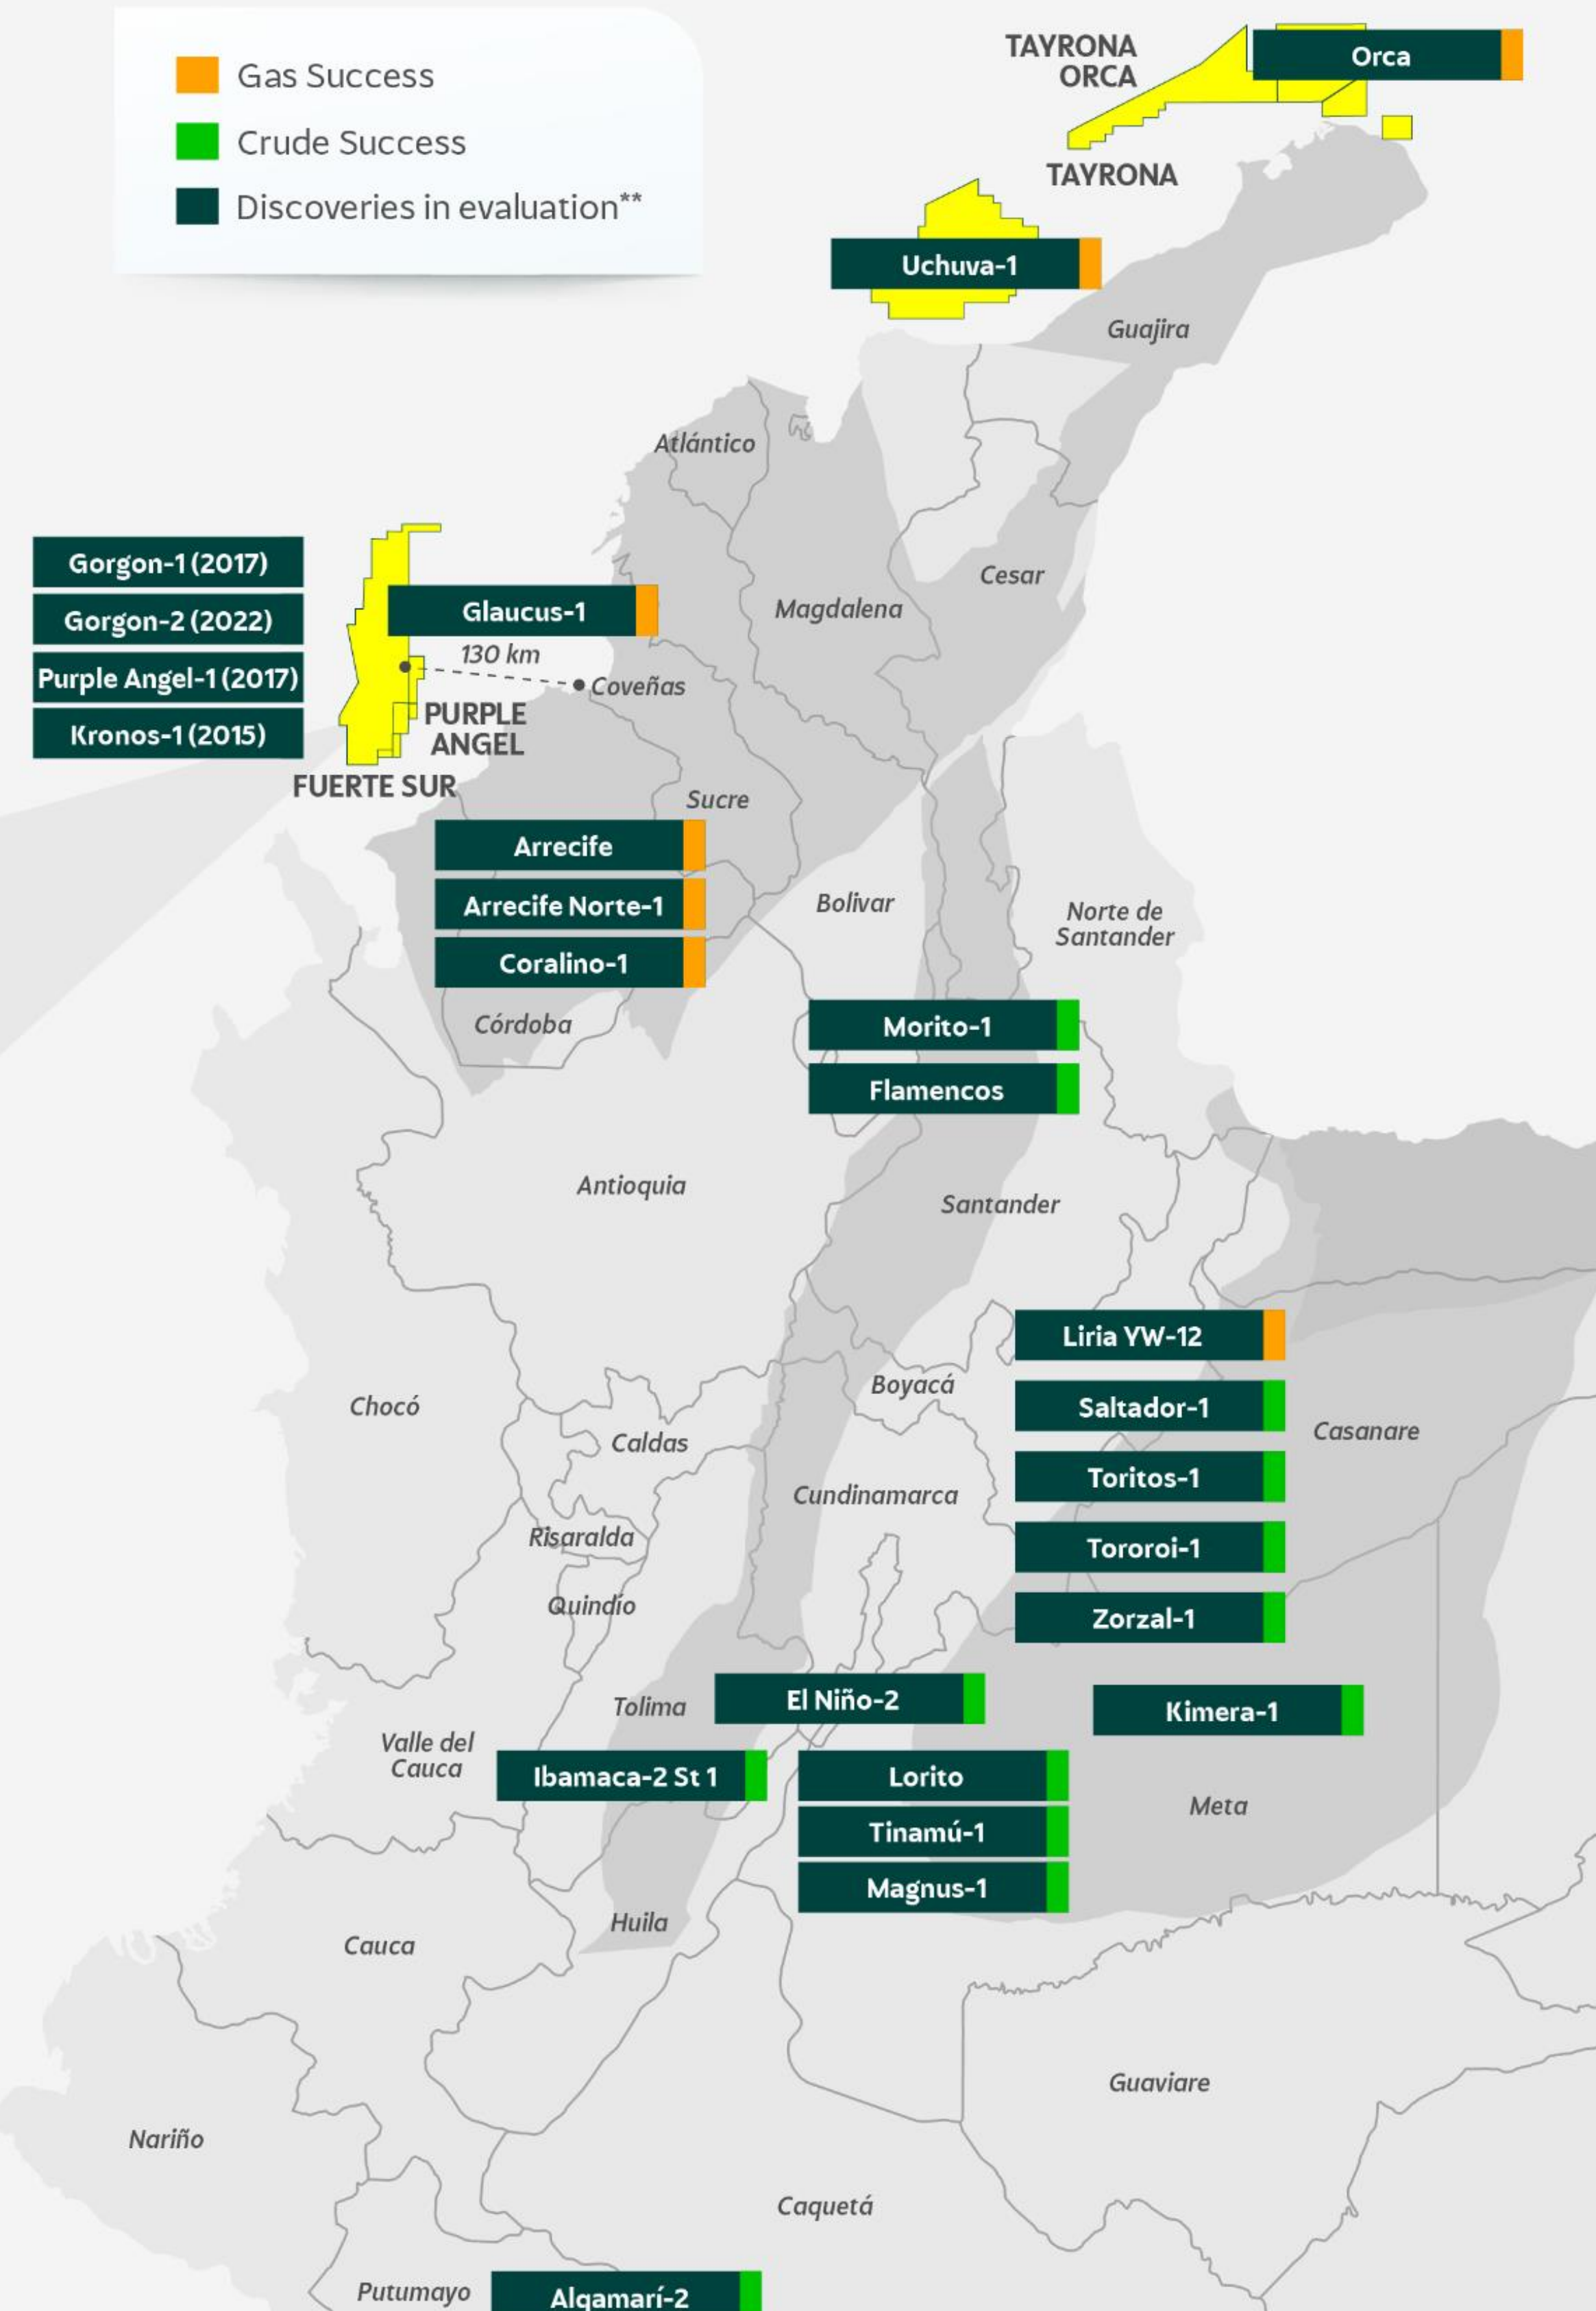 Gas Success
Crude Success
Discoveries in evaluation**
TAYRONA
ORCA
Orca
TAYRONA
Uchuva-1
Guajira
Atlántico
Gorgon-1 (2017)
Gorgon-2 (2022)
Purple Angel-1 (2017)
Kronos-1 (2015)
Glaucus-1
130 km
Coveñas
PURPLE
ANGEL
FUERTE SUR
Cesar
Magdalena
Sucre
Arrecife
Arrecife Norte-1
Coralino-1
Córdoba
Bolivar
Norte de
Santander
Morito-1
Flamencos
Antioquia
Santander
Liria YW-12
Saltador-1
Toritos-1
Tororoi-1
Zorzal-1
Boyacá
Casanare
Chocó
Caldas
Cundinamarca
Risaralda
Quindío
Tolima
El Niño-2
Kimera-1
Valle del
Cauca
Ibamaca-2 St 1
Lorito
Tinamú-1
Magnus-1
Meta
Huila
Cauca
Guaviare
Nariño
Caquetá
Putumayo
Algamarí-2